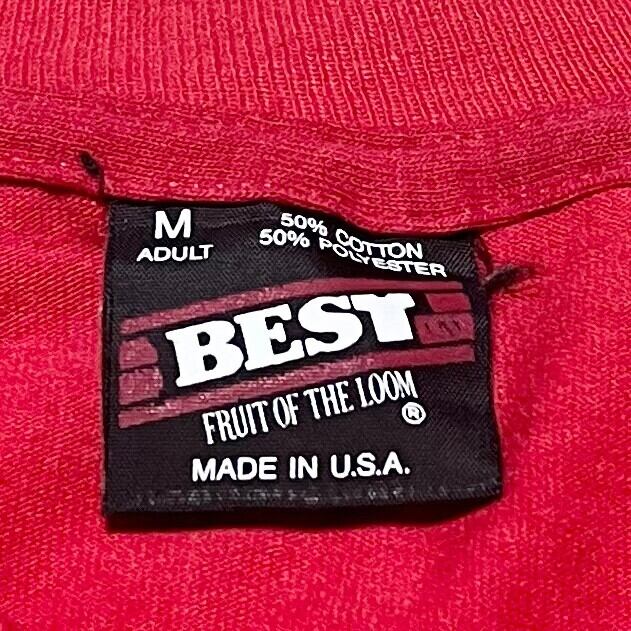 M
ADULT
50% COTTON
50% POLYESTER
BEST
FRUIT OF THE LOOM
®
MADE IN U.S.A.